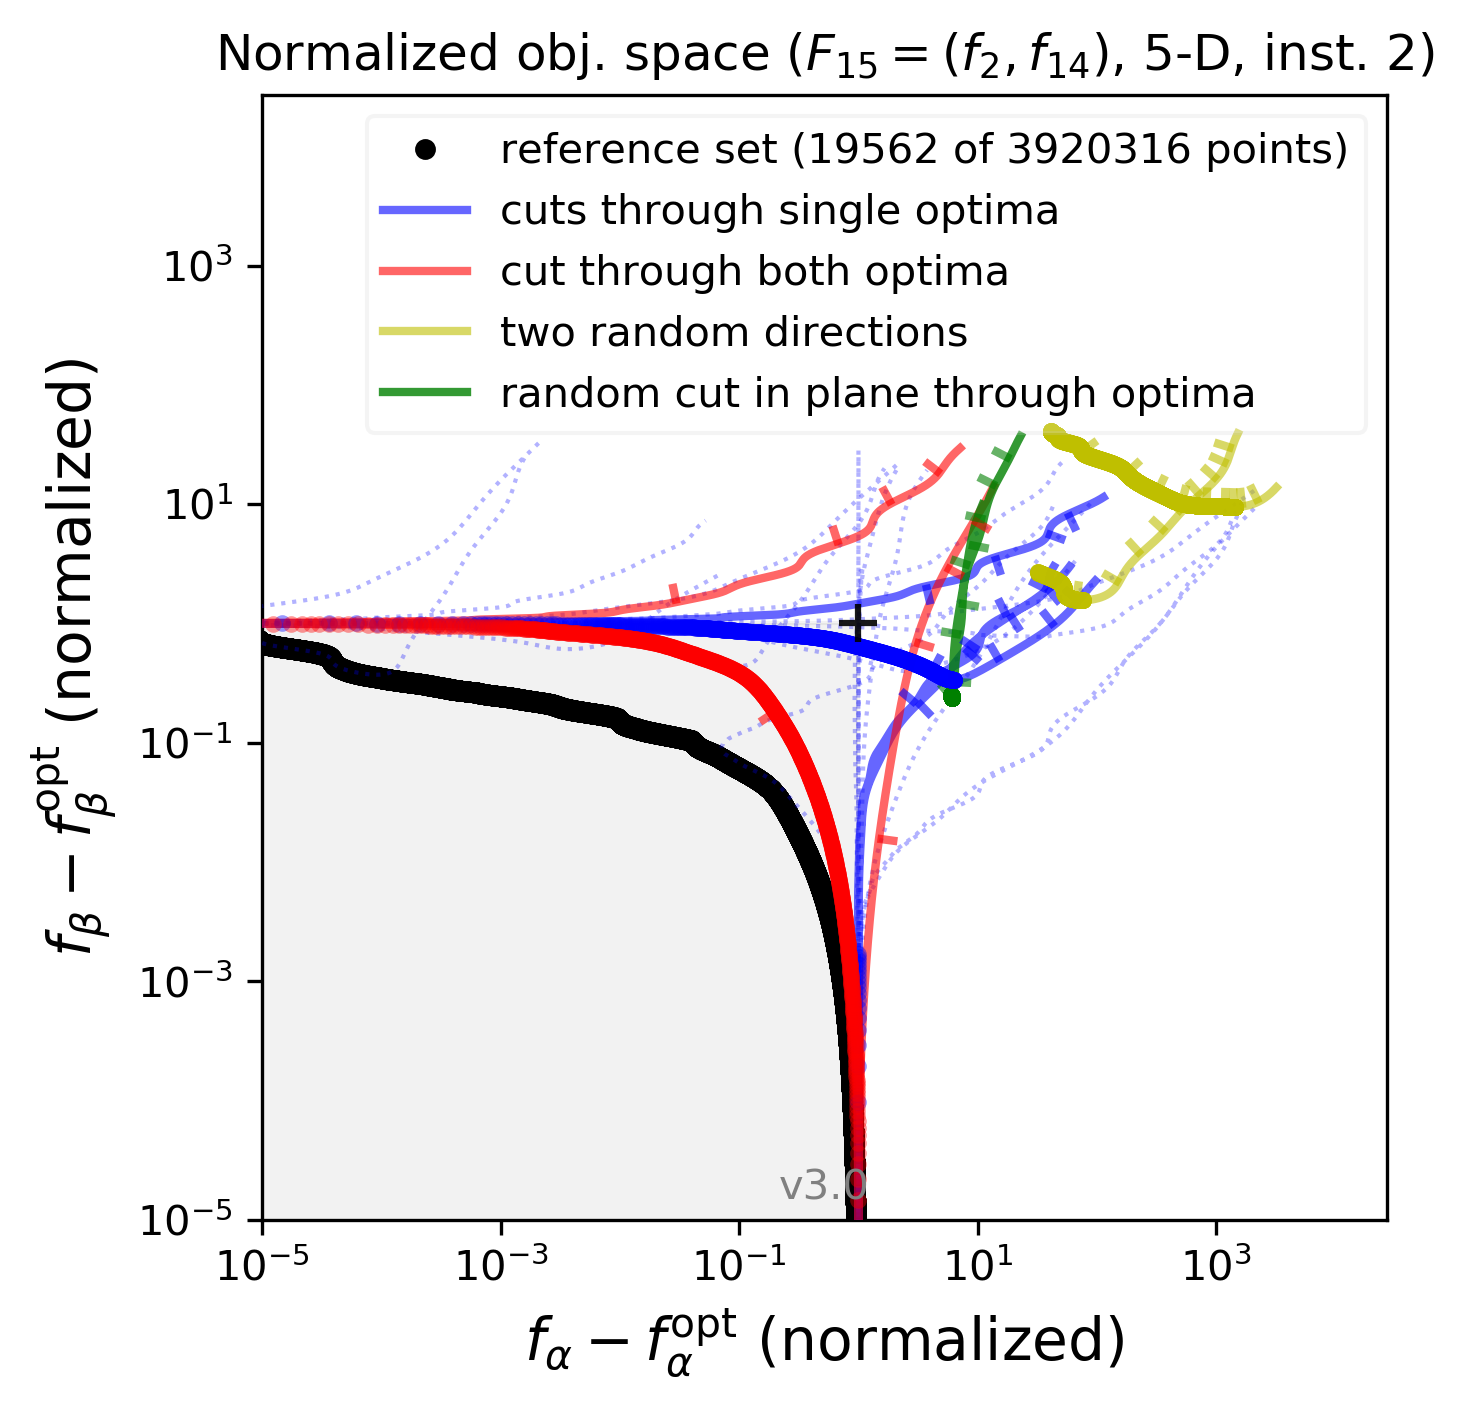 Normalized obj. space (F₁₅ = (f₂, f₁₄), 5-D, inst. 2)
reference set (19562 of 3920316 points)
cuts through single optima
cut through both optima
two random directions
random cut in plane through optima
10³
10¹
10⁻¹
10⁻³
10⁻⁵
f_β − f_β^opt (normalized)
v3.0
10⁻⁵ 10⁻³ 10⁻¹ 10¹ 10³
f_α − f_α^opt (normalized)